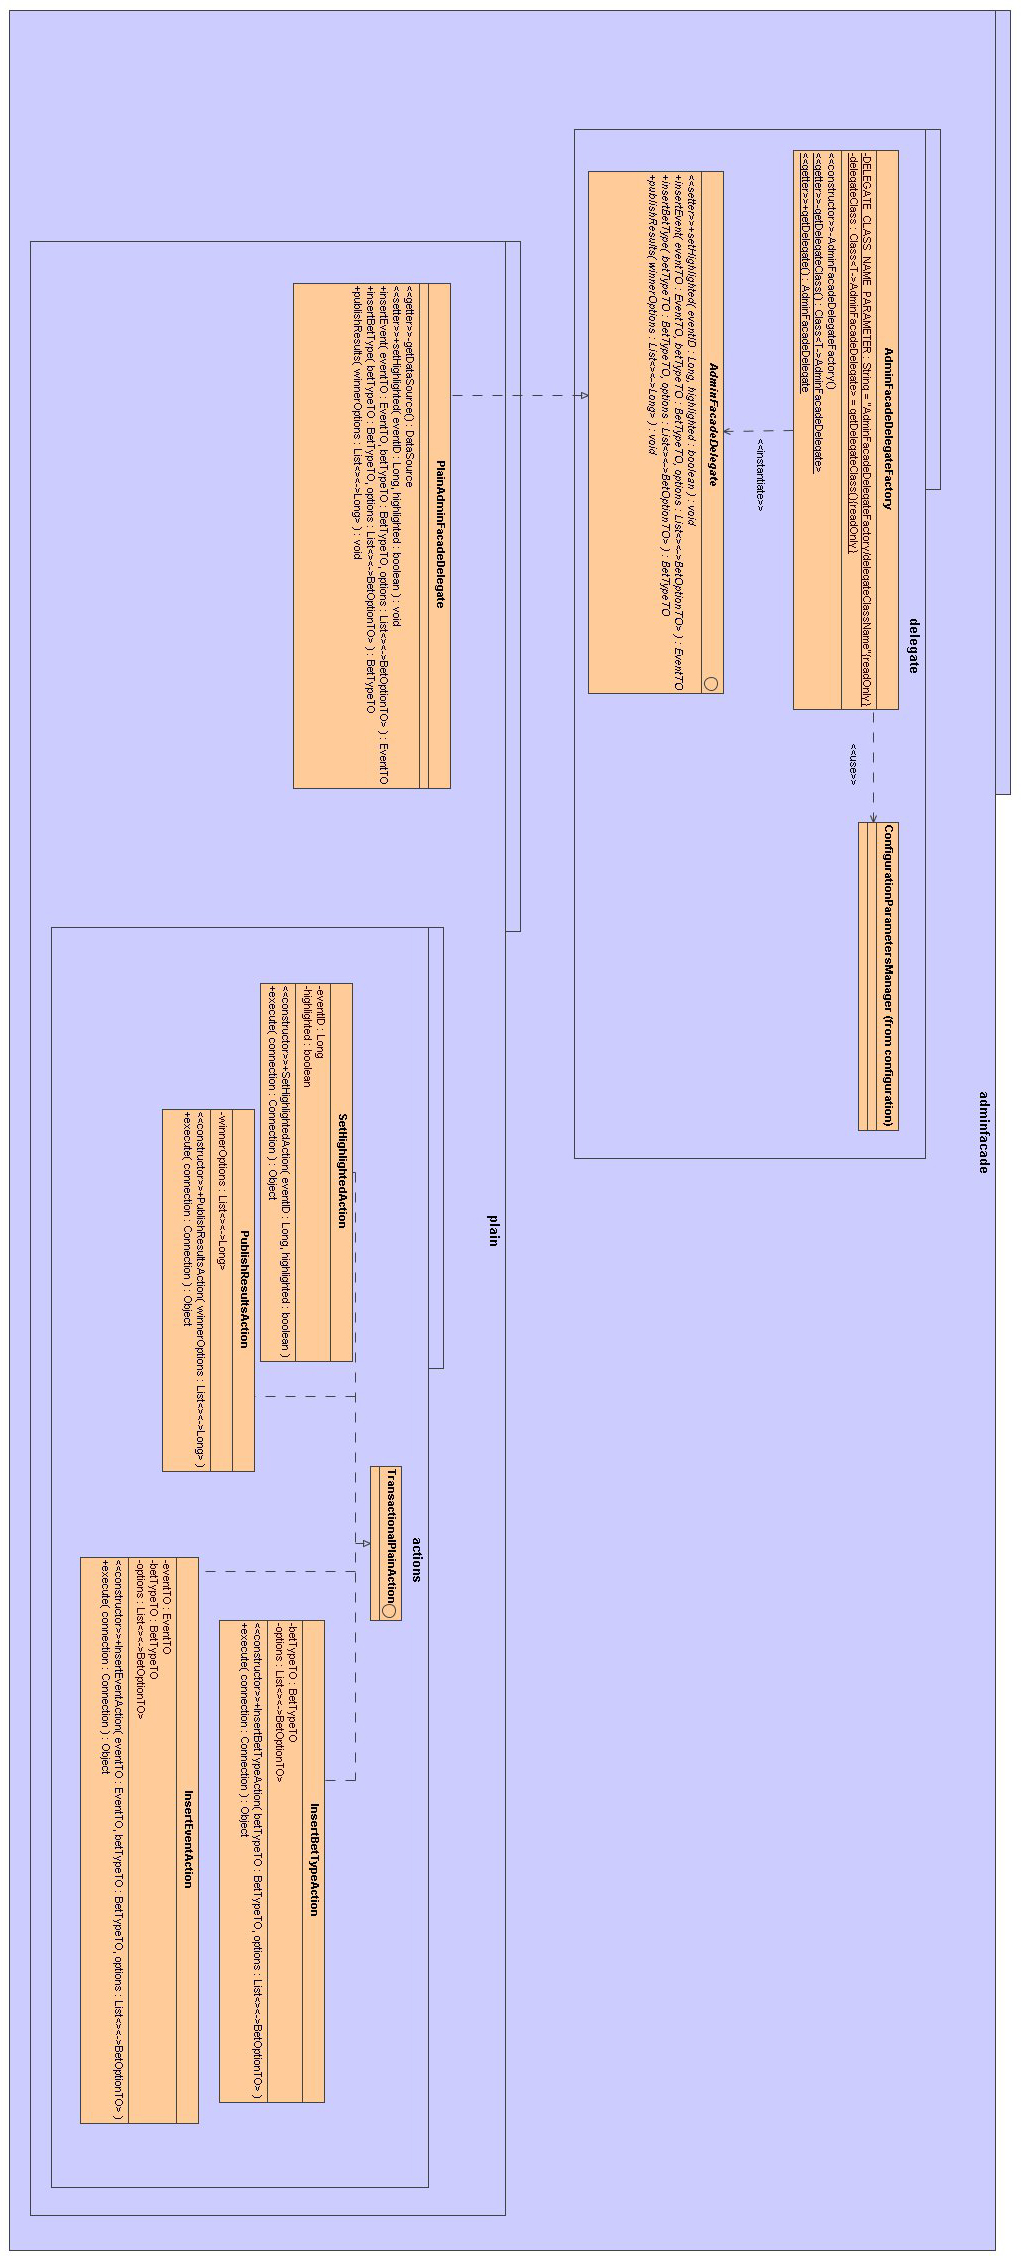 adminfacade
delegate
AdminFacadeDelegateFactory
-DELEGATE_CLASS_NAME_PARAMETER : String = "AdminFacadeDelegateFactory/delegateClassName"{readOnly}
-delegateClass : Class<T->AdminFacadeDelegate> = getDelegateClass(){readOnly}
<<constructor>>-AdminFacadeDelegateFactory()
<<getter>>-getDelegateClass() : Class<T->AdminFacadeDelegate>
<<getter>>+getDelegate() : AdminFacadeDelegate
<<use>>
ConfigurationParametersManager (from configuration)
<<instantiate>>
AdminFacadeDelegate
<<setter>>+setHighlighted( eventID : Long, highlighted : boolean ) : void
+insertEvent( eventTO : EventTO, betTypeTO : BetTypeTO, options : List<><->BetOptionTO> ) : EventTO
+insertBetType( betTypeTO : BetTypeTO, options : List<><->BetOptionTO> ) : BetTypeTO
+publishResults( winnerOptions : List<><->Long> ) : void
plain
PlainAdminFacadeDelegate
<<getter>>-getDataSource() : DataSource
<<setter>>+setHighlighted( eventID : Long, highlighted : boolean ) : void
+insertEvent( eventTO : EventTO, betTypeTO : BetTypeTO, options : List<><->BetOptionTO> ) : EventTO
+insertBetType( betTypeTO : BetTypeTO, options : List<><->BetOptionTO> ) : BetTypeTO
+publishResults( winnerOptions : List<><->Long> ) : void
actions
TransactionalPlainAction
SetHighlightedAction
-eventID : Long
-highlighted : boolean
<<constructor>>+SetHighlightedAction( eventID : Long, highlighted : boolean )
+execute( connection : Connection ) : Object
InsertBetTypeAction
-betTypeTO : BetTypeTO
-options : List<><->BetOptionTO>
<<constructor>>+InsertBetTypeAction( betTypeTO : BetTypeTO, options : List<><->BetOptionTO> )
+execute( connection : Connection ) : Object
PublishResultsAction
-winnerOptions : List<><->Long>
<<constructor>>+PublishResultsAction( winnerOptions : List<><->Long> )
+execute( connection : Connection ) : Object
InsertEventAction
-eventTO : EventTO
-betTypeTO : BetTypeTO
-options : List<><->BetOptionTO>
<<constructor>>+InsertEventAction( eventTO : EventTO, betTypeTO : BetTypeTO, options : List<><->BetOptionTO> )
+execute( connection : Connection ) : Object